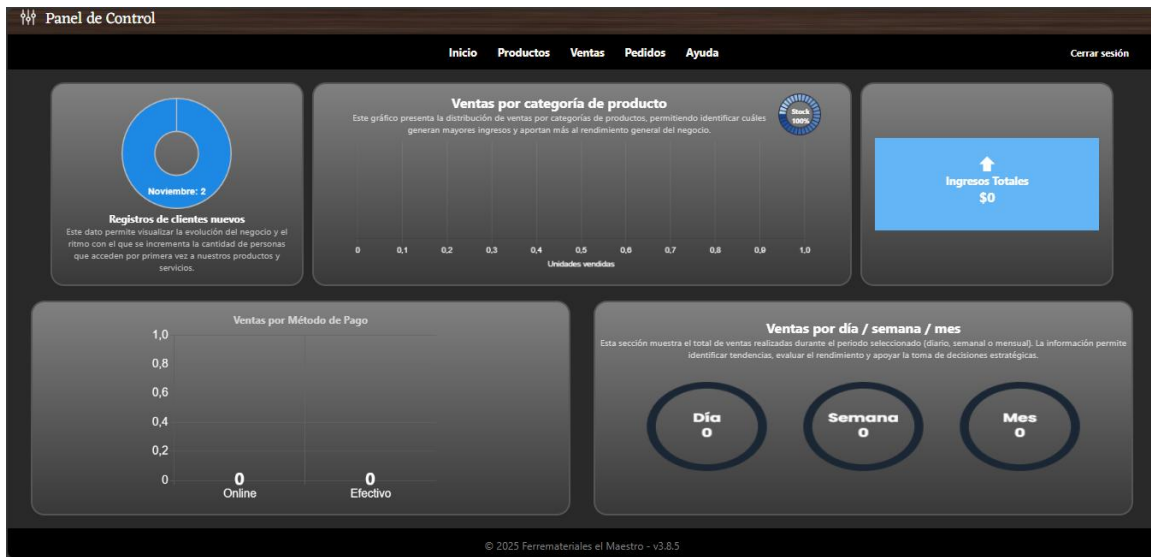 Panel de Control
Inicio Productos Ventas Pedidos Ayuda Cerrar sesión
Noviembre: 2
Registros de clientes nuevos
Este dato permite visualizar la evolución del negocio y el
ritmo con el que se incrementa la cantidad de personas
que acceden por primera vez a nuestros productos y
servicios.
Ventas por categoría de producto
Este gráfico presenta la distribución de ventas por categorías de productos, permitiendo identificar cuáles
generan mayores ingresos y aportan más al rendimiento general del negocio.
Stock
100%
0 0,1 0,2 0,3 0,4 0,5 0,6 0,7 0,8 0,9 1,0
Unidades vendidas
Ingresos Totales
$0
Ventas por Método de Pago
1,0
0,8
0,6
0,4
0,2
0
0 0
Online Efectivo
Ventas por día / semana / mes
Esta sección muestra el total de ventas realizadas durante el periodo seleccionado (diario, semanal o mensual). La información permite
identificar tendencias, evaluar el rendimiento y apoyar la toma de decisiones estratégicas.
Día Semana Mes
0 0 0
© 2025 Ferremateriales el Maestro - v3.8.5